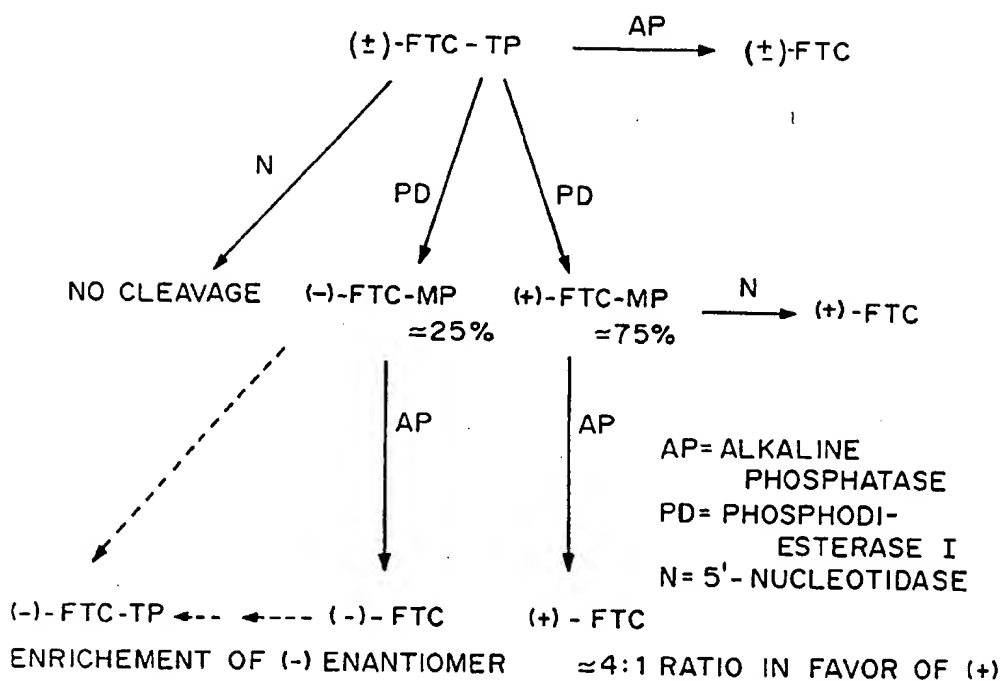 (±)-FTC-TP
AP
(±)-FTC
N
PD
PD
NO CLEAVAGE
(-)-FTC-MP
≃25%
(+)-FTC-MP
≃75%
N
(+)-FTC
AP
AP
AP= ALKALINE
PHOSPHATASE
PD= PHOSPHODI-
ESTERASE I
N= 5'-NUCLEOTIDASE
(-)-FTC-TP
(-)-FTC
(+)-FTC
ENRICHEMENT OF (-) ENANTIOMER
≃4:1 RATIO IN FAVOR OF (+)